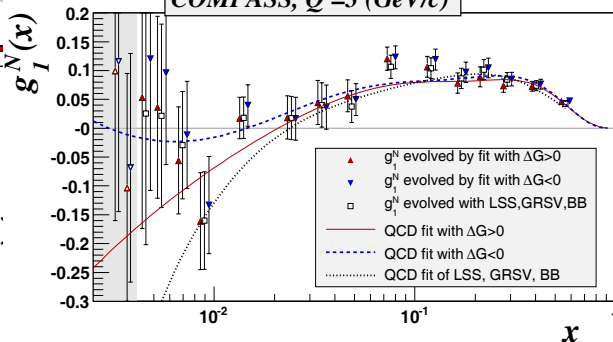 COMPASS, Q²=3 (GeV/c)²
g₁ᴺ(x)
0.2
0.15
0.1
0.05
-0
-0.05
-0.1
-0.15
-0.2
-0.25
-0.3
g₁ᴺ evolved by fit with ΔG>0
g₁ᴺ evolved by fit with ΔG<0
g₁ᴺ evolved with LSS,GRSV,BB
QCD fit with ΔG>0
QCD fit with ΔG<0
QCD fit of LSS, GRSV, BB
10⁻² 10⁻¹ 1
x